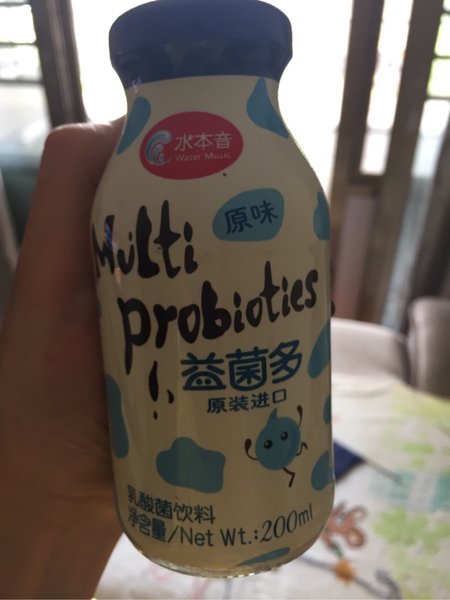 水本音
Water Music
原味
Multi
Probiotics
益菌多
原装进口
乳酸菌饮料
净含量/Net Wt.:200ml